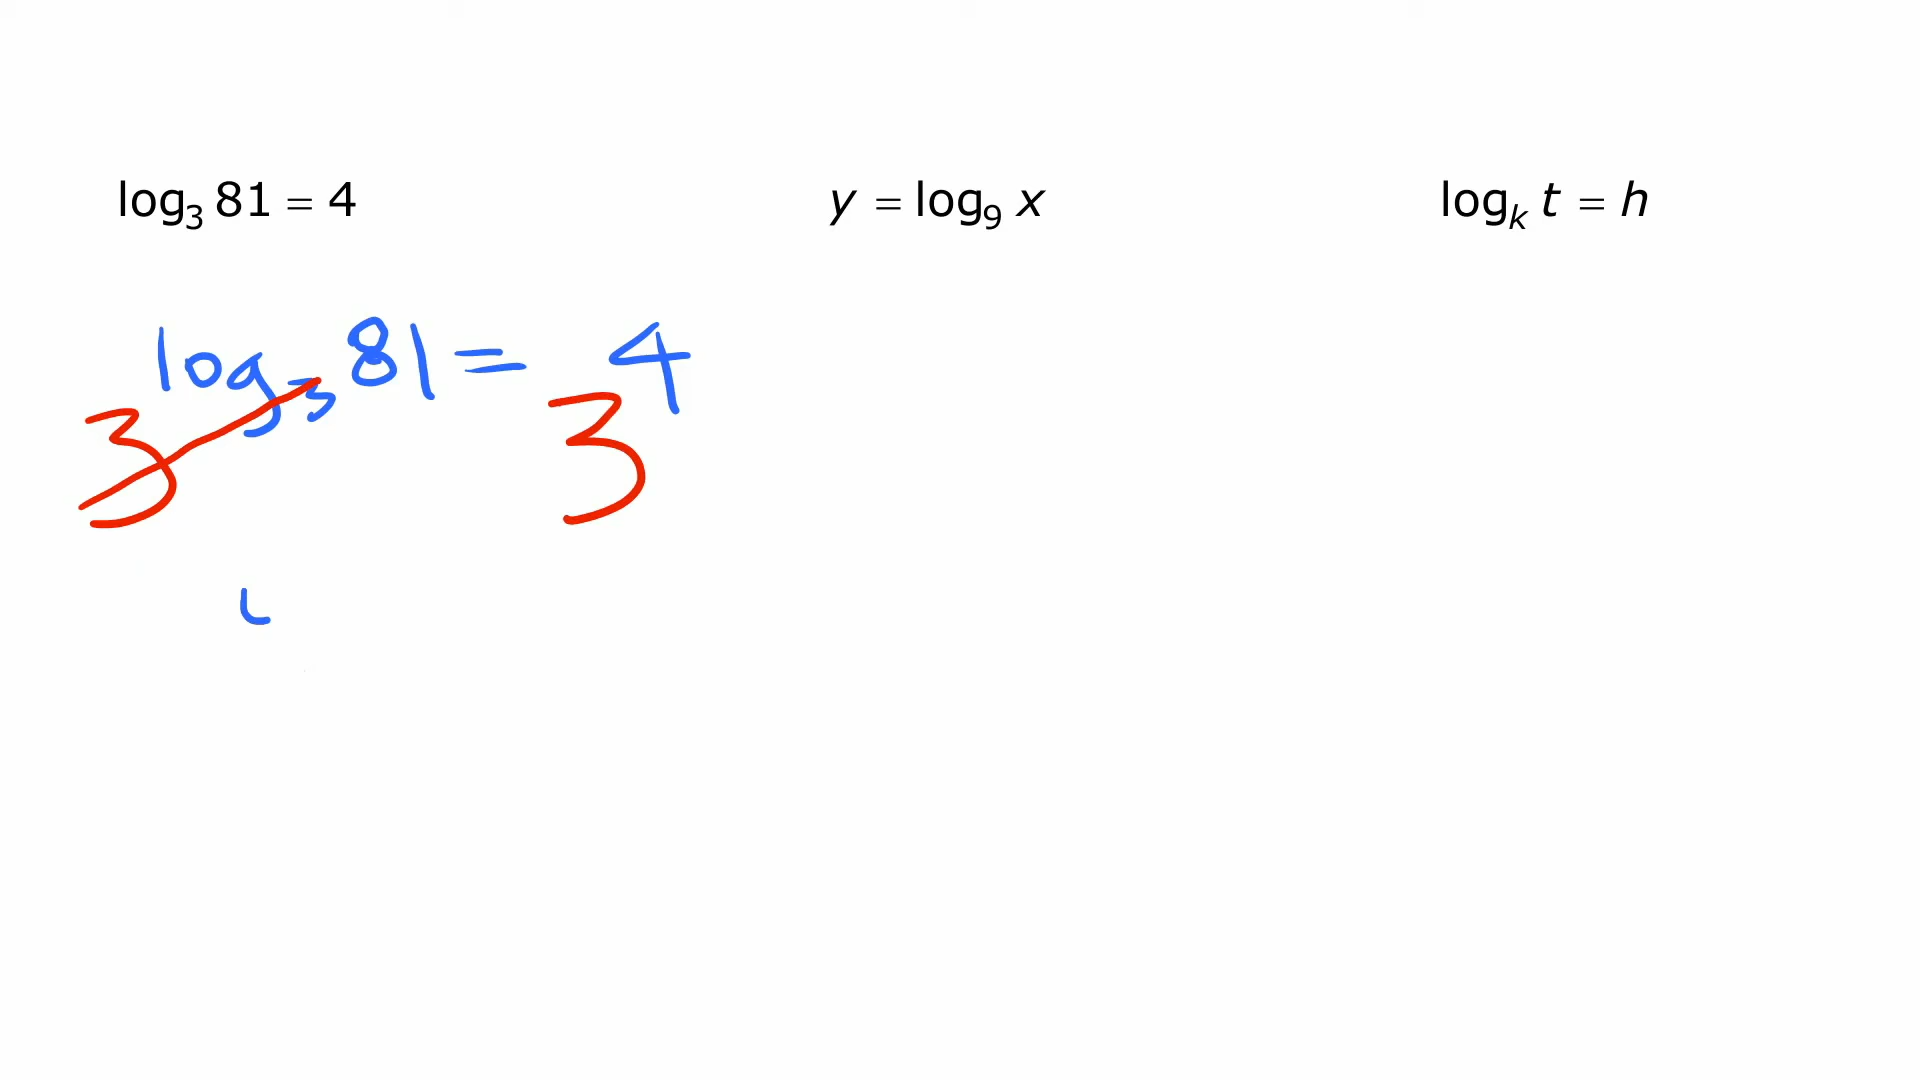 log₃ 81 = 4
y = log₉ x
logₖ t = h
log₃ 81 = 4
3 3